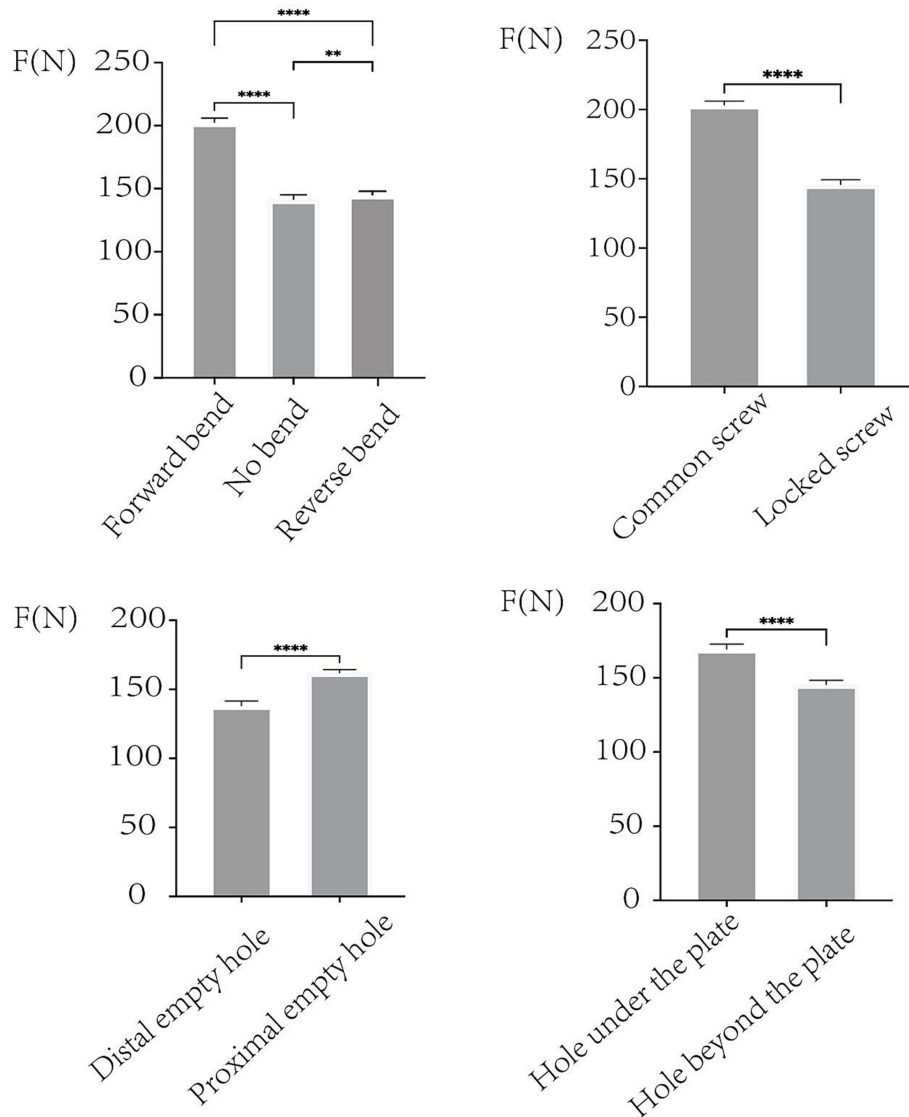 ****
**
****
F(N)
250
200
150
100
50
0
Forward bend
No bend
Reverse bend
****
F(N)
250
200
150
100
50
0
Common screw
Locked screw
****
F(N)
200
150
100
50
0
Distal empty hole
Proximal empty hole
****
F(N)
200
150
100
50
0
Hole under the plate
Hole beyond the plate